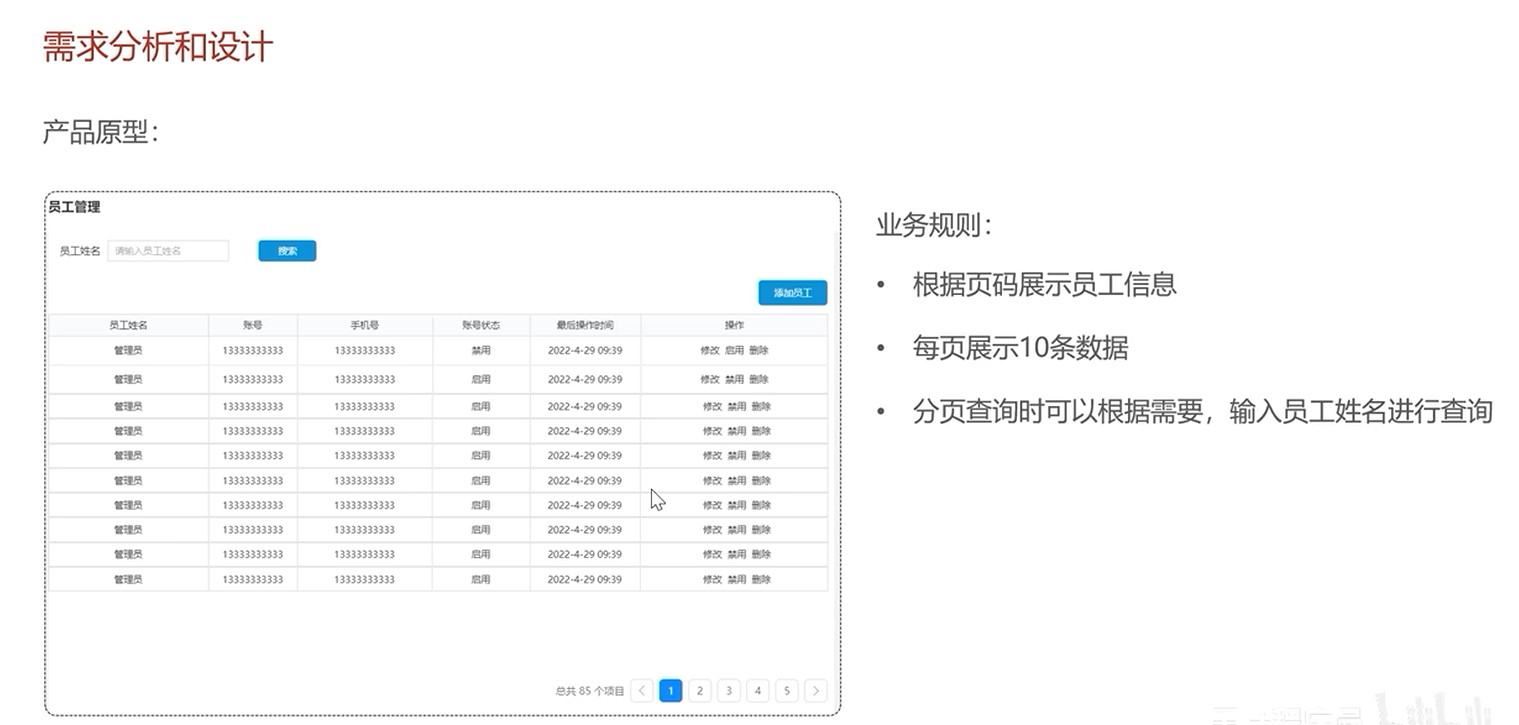 需求分析和设计
产品原型：
员工管理
员工姓名 请输入员工姓名 搜索
添加员工
员工姓名 账号 手机号 账号状态 最后操作时间 操作
管理员 13333333333 13333333333 禁用 2022-4-29 09:39 修改 启用 删除
管理员 13333333333 13333333333 启用 2022-4-29 09:39 修改 禁用 删除
管理员 13333333333 13333333333 启用 2022-4-29 09:39 修改 禁用 删除
管理员 13333333333 13333333333 启用 2022-4-29 09:39 修改 禁用 删除
管理员 13333333333 13333333333 启用 2022-4-29 09:39 修改 禁用 删除
管理员 13333333333 13333333333 启用 2022-4-29 09:39 修改 禁用 删除
管理员 13333333333 13333333333 启用 2022-4-29 09:39 修改 禁用 删除
管理员 13333333333 13333333333 启用 2022-4-29 09:39 修改 禁用 删除
管理员 13333333333 13333333333 启用 2022-4-29 09:39 修改 禁用 删除
管理员 13333333333 13333333333 启用 2022-4-29 09:39 修改 禁用 删除
总共 85 个项目 < 1 2 3 4 5 >
业务规则：
• 根据页码展示员工信息
• 每页展示10条数据
• 分页查询时可以根据需要，输入员工姓名进行查询